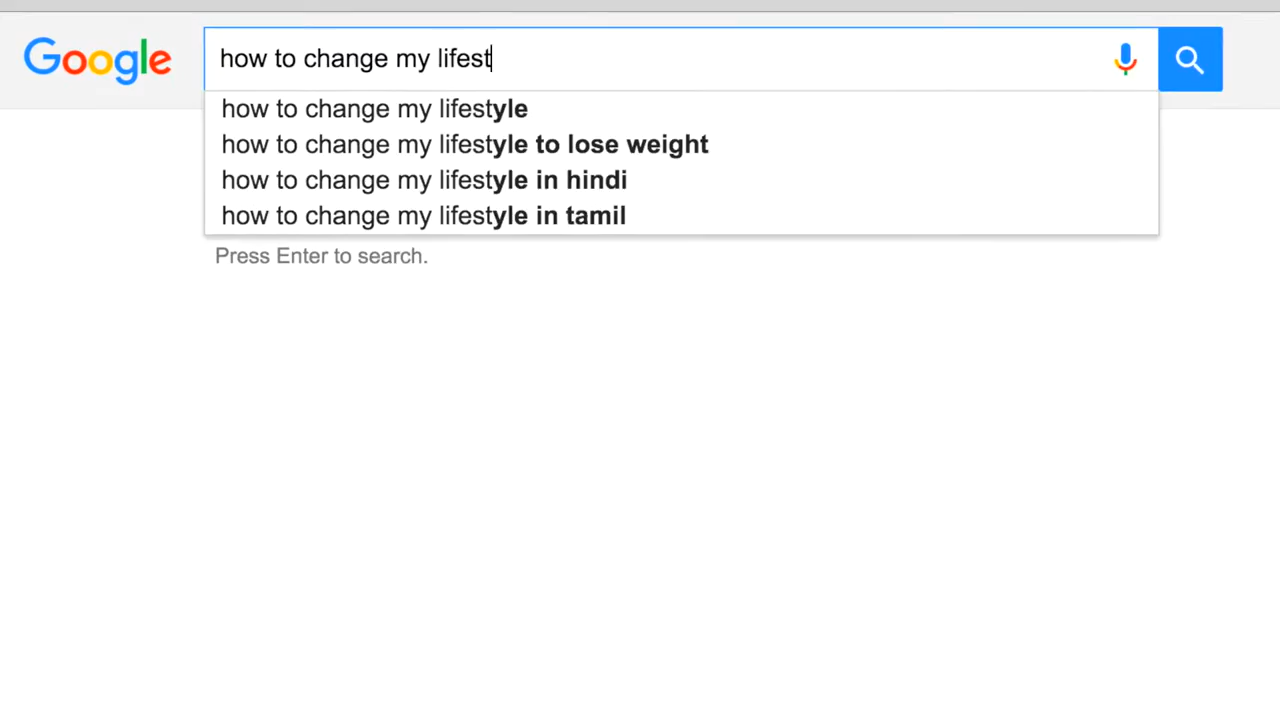 Google
how to change my lifest
how to change my lifestyle
how to change my lifestyle to lose weight
how to change my lifestyle in hindi
how to change my lifestyle in tamil
Press Enter to search.